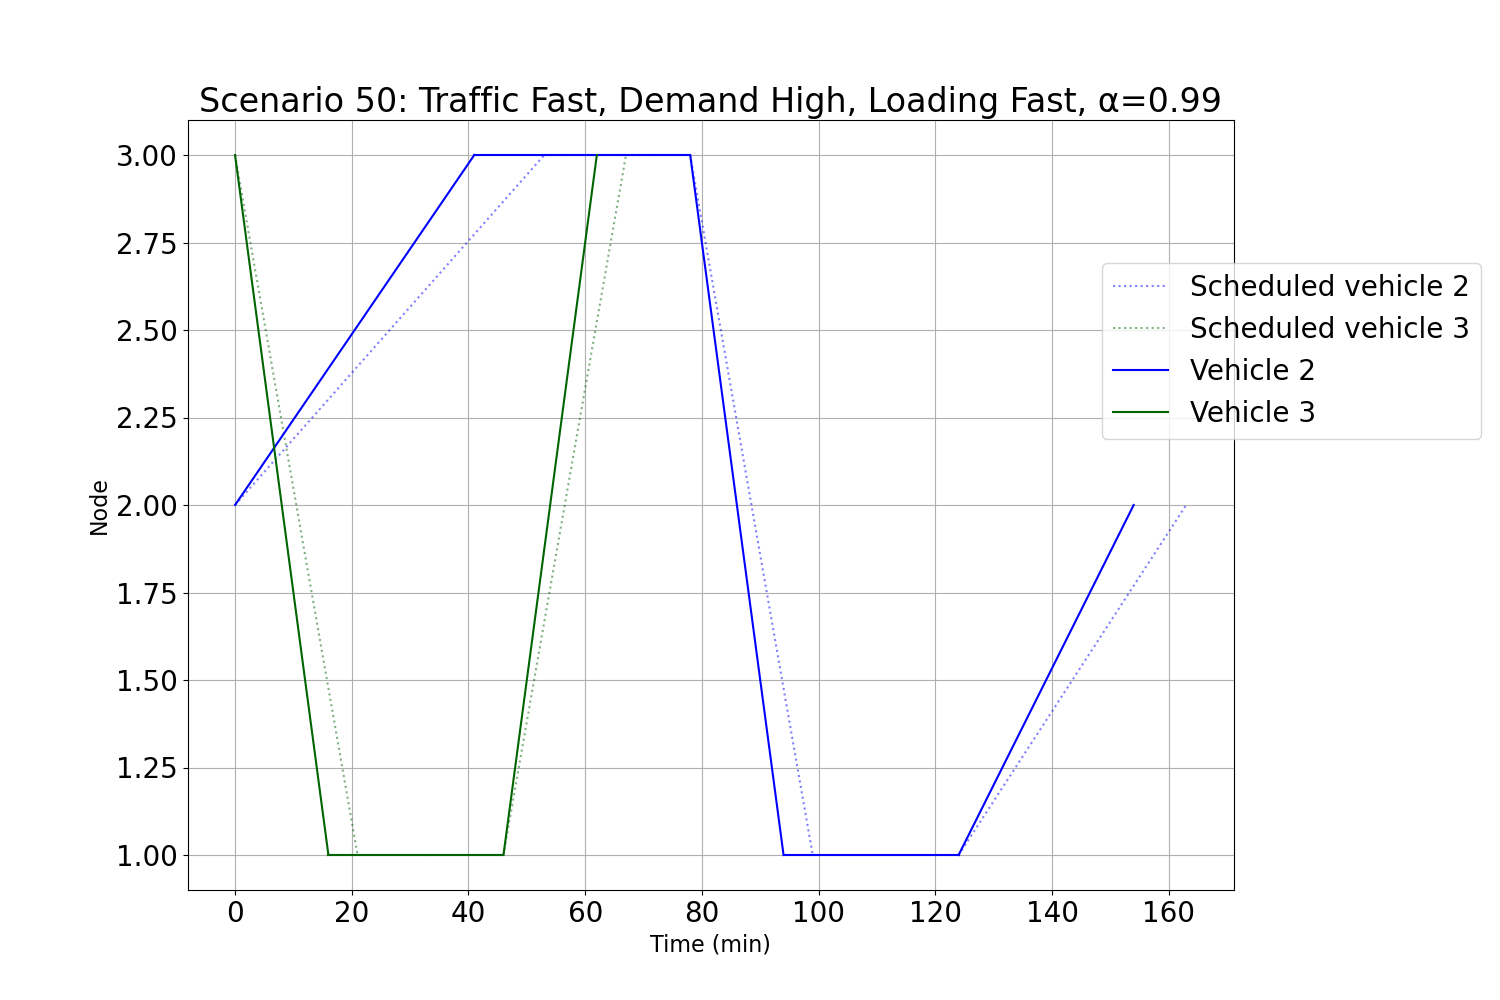 Scenario 50: Traffic Fast, Demand High, Loading Fast, α=0.99
3.00
2.75
2.50
2.25
2.00
1.75
1.50
1.25
1.00
Node
0 20 40 60 80 100 120 140 160
Time (min)
Scheduled vehicle 2
Scheduled vehicle 3
Vehicle 2
Vehicle 3